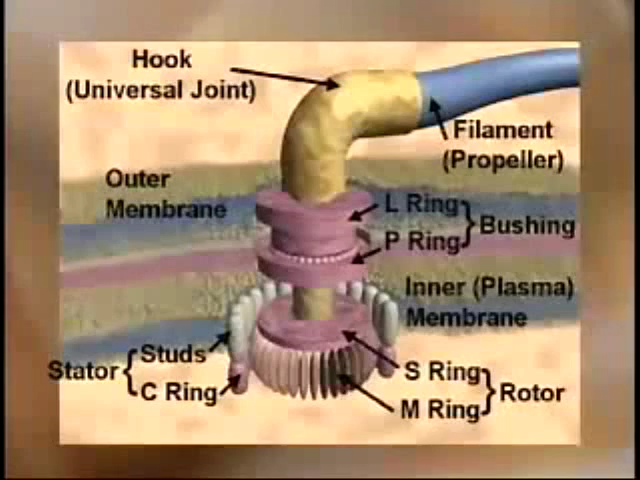 Hook
(Universal Joint)
Filament
(Propeller)
Outer
Membrane
L Ring
P Ring
Bushing
Inner (Plasma)
Membrane
Stator
Studs
C Ring
S Ring
M Ring
Rotor